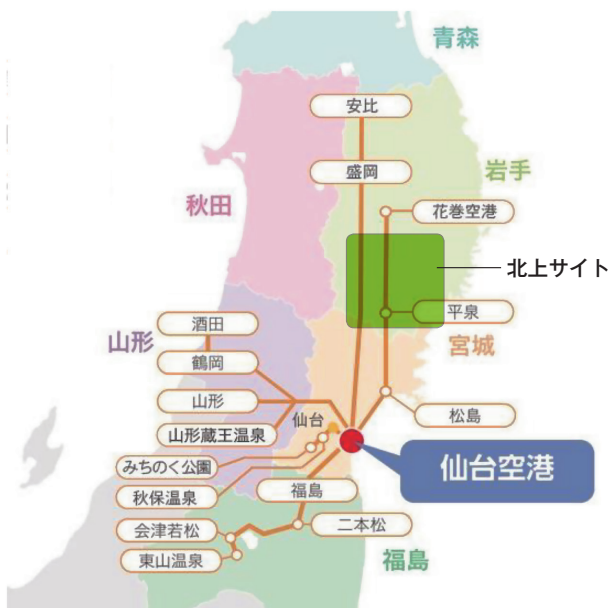 青森
安比
盛岡
岩手
秋田
花巻空港
北上サイト
平泉
酒田
山形
宮城
鶴岡
山形
松島
仙台
山形蔵王温泉
仙台空港
みちのく公園
秋保温泉
福島
会津若松
二本松
東山温泉
福島